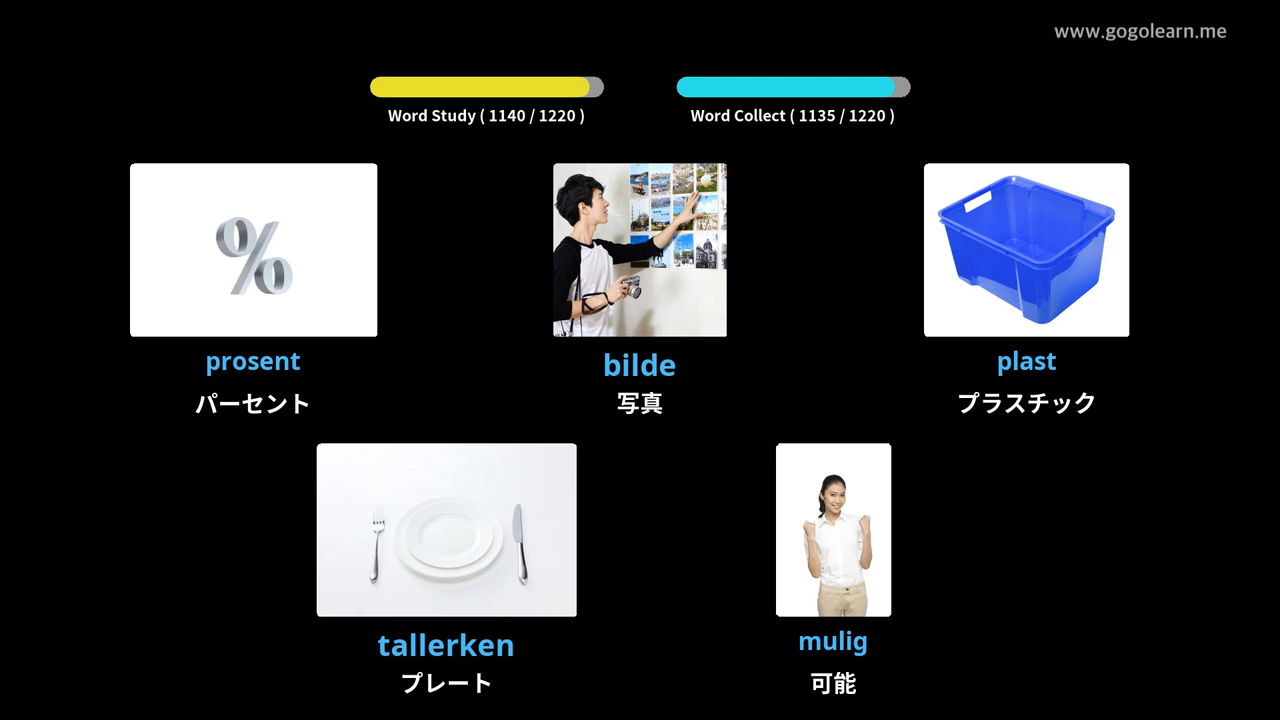 www.gogolearn.me
Word Study ( 1140 / 1220 )
Word Collect ( 1135 / 1220 )
%
prosent
パーセント
bilde
写真
plast
プラスチック
tallerken
プレート
mulig
可能